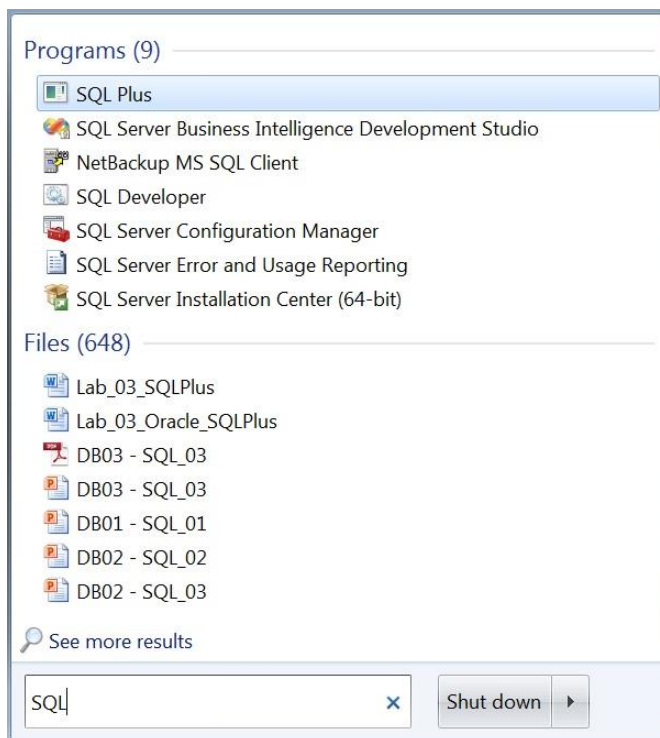 Programs (9)
SQL Plus
SQL Server Business Intelligence Development Studio
NetBackup MS SQL Client
SQL Developer
SQL Server Configuration Manager
SQL Server Error and Usage Reporting
SQL Server Installation Center (64-bit)
Files (648)
Lab_03_SQLPlus
Lab_03_Oracle_SQLPlus
DB03 - SQL_03
DB03 - SQL_03
DB01 - SQL_01
DB02 - SQL_02
DB02 - SQL_03
See more results
SQL Shut down